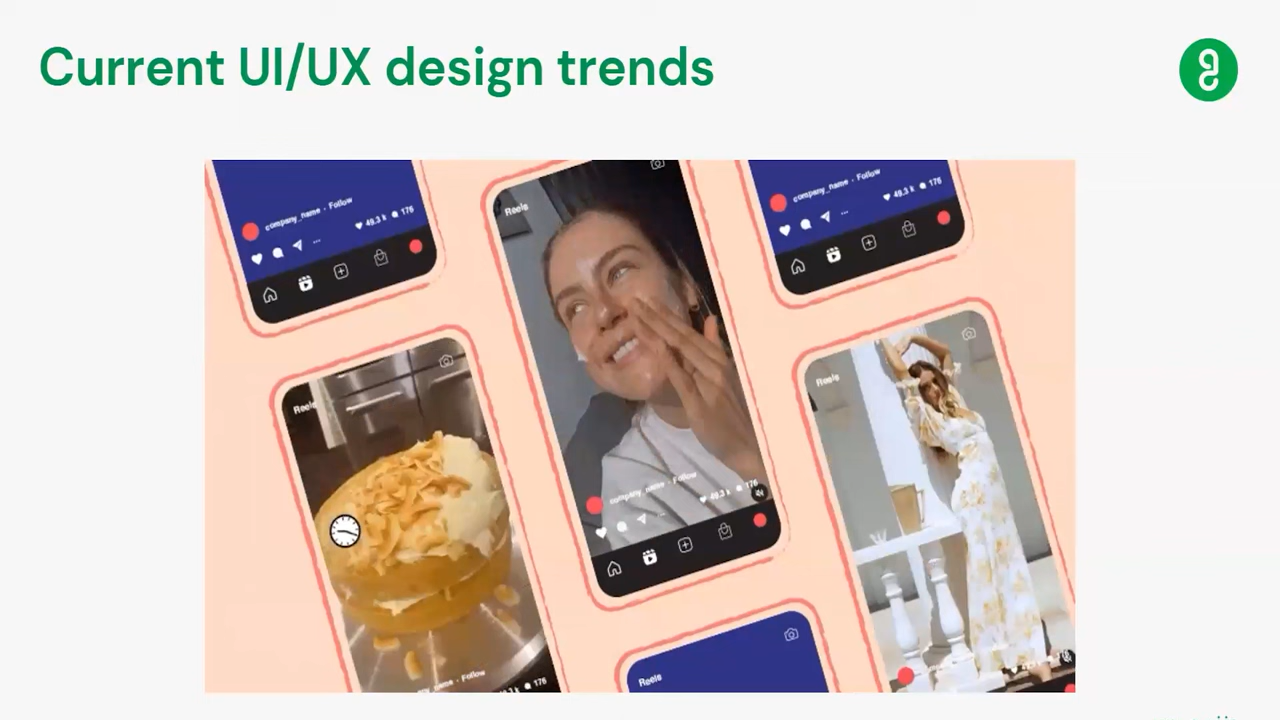 Current UI/UX design trends
company_name · Follow
49.3 k 176
Reels
company_name · Follow
49.3 k 176
company_name · Follow
49.3 k 176
Reels
Reels
Follow
176
Reels